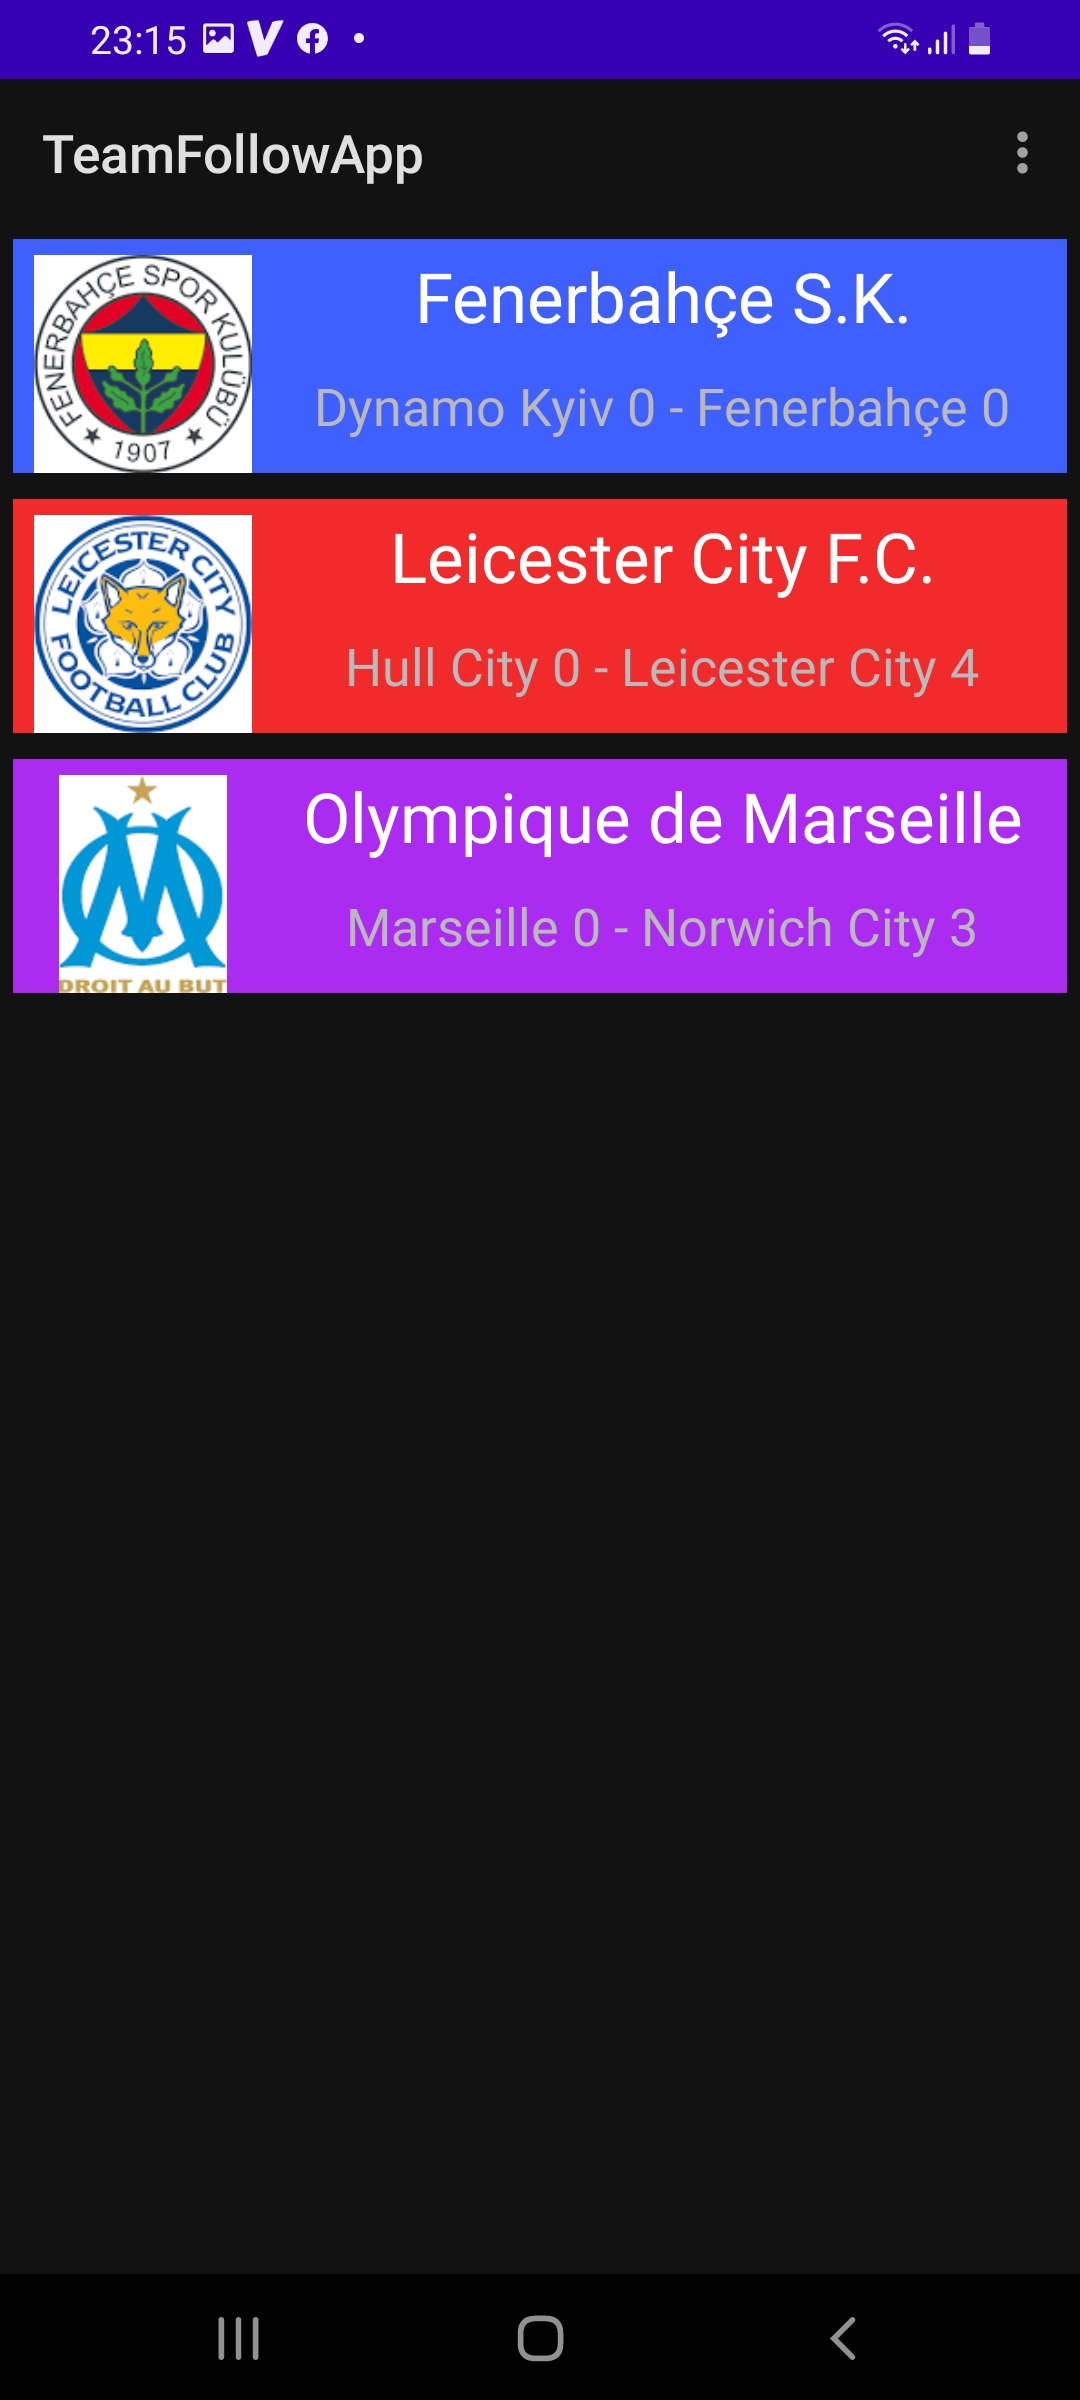 23:15
TeamFollowApp
FENERBAHÇE SPOR KULÜBÜ
★ 1907 ★
Fenerbahçe S.K.
Dynamo Kyiv 0 - Fenerbahçe 0
LEICESTER CITY
FOOTBALL CLUB
Leicester City F.C.
Hull City 0 - Leicester City 4
DROIT AU BUT
Olympique de Marseille
Marseille 0 - Norwich City 3